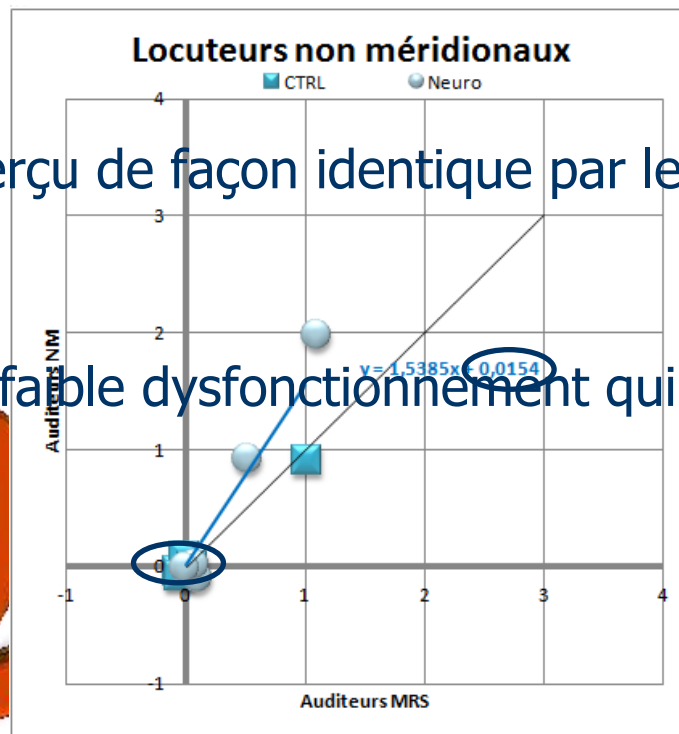 Locuteurs non méridionaux
CTRL Neuro
4
erçu de façon identique par le
3
2
y = 1,5385x + 0,0154
faible dysfonctionnement qui
Auditeurs NM
1
0
-1 0 1 2 3 4
-1
Auditeurs MRS